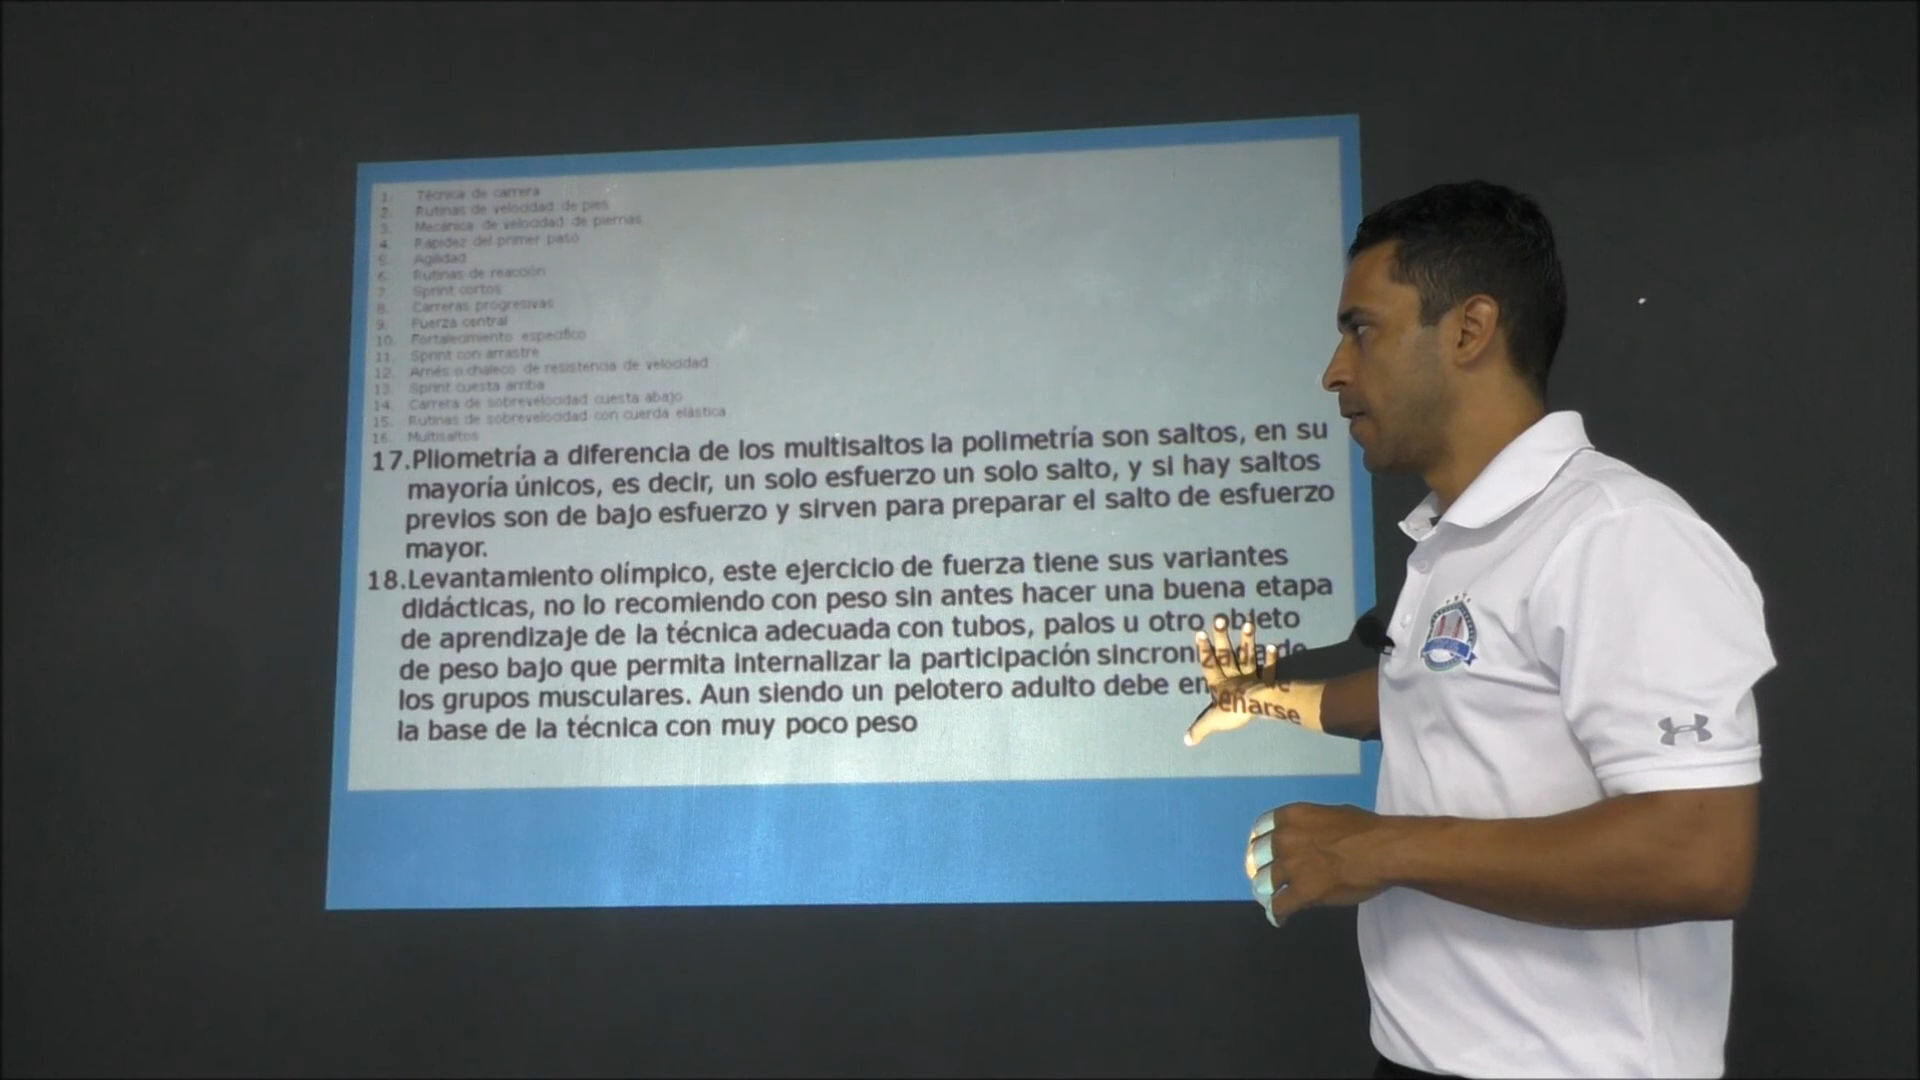 1. Técnica de carrera
2. Rutinas de velocidad de pies
3. Mecánica de velocidad de piernas
4. Rapidez del primer paso
5. Agilidad
6. Rutinas de reacción
7. Sprint cortos
8. Carreras progresivas
9. Fuerza central
10. Fortalecimiento especifico
11. Sprint con arrastre
12. Arnés o chaleco de resistencia de velocidad
13. Sprint cuesta arriba
14. Carrera de sobrevelocidad cuesta abajo
15. Rutinas de sobrevelocidad con cuerda elástica
16. Multisaltos
17.Pliometría a diferencia de los multisaltos la polimetría son saltos, en su
mayoría únicos, es decir, un solo esfuerzo un solo salto, y si hay saltos
previos son de bajo esfuerzo y sirven para preparar el salto de esfuerzo
mayor.
18.Levantamiento olímpico, este ejercicio de fuerza tiene sus variantes
didácticas, no lo recomiendo con peso sin antes hacer una buena etapa
de aprendizaje de la técnica adecuada con tubos, palos u otro objeto
de peso bajo que permita internalizar la participación sincronizada de
los grupos musculares. Aun siendo un pelotero adulto debe enseñarse
la base de la técnica con muy poco peso